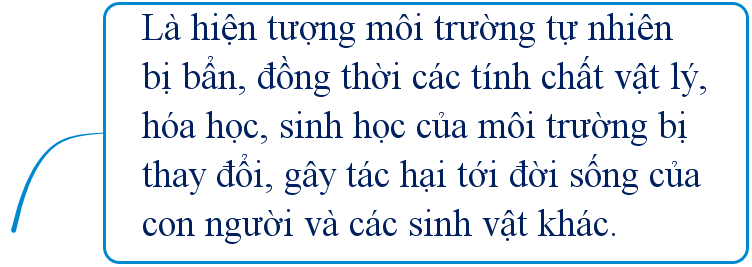 Là hiện tượng môi trường tự nhiên
bị bẩn, đồng thời các tính chất vật lý,
hóa học, sinh học của môi trường bị
thay đổi, gây tác hại tới đời sống của
con người và các sinh vật khác.